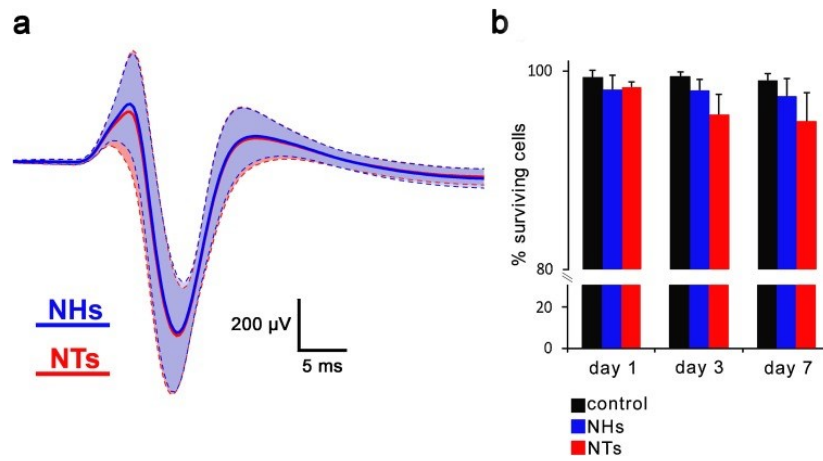 a
NHs
NTs
200 µV
5 ms
b
% surviving cells
100
80
20
0
day 1
day 3
day 7
control
NHs
NTs